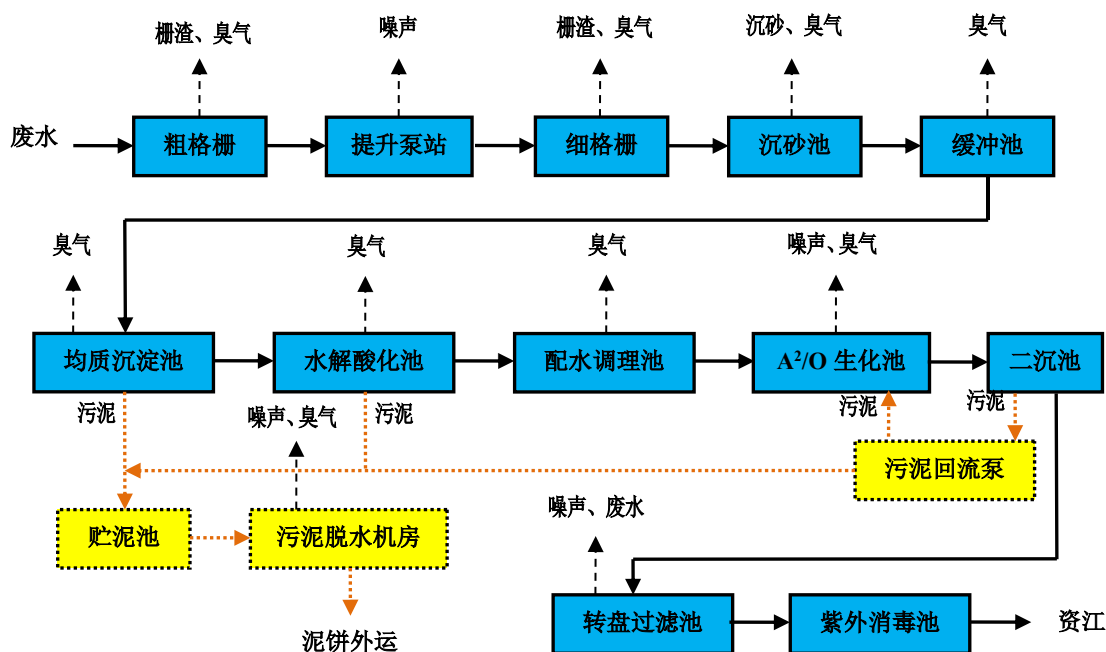 栅渣、臭气
噪声
栅渣、臭气
沉砂、臭气
臭气
废水
粗格栅
提升泵站
细格栅
沉砂池
缓冲池
臭气
臭气
臭气
噪声、臭气
均质沉淀池
水解酸化池
配水调理池
A²/O 生化池
二沉池
污泥
噪声、臭气
污泥
污泥
污泥
污泥回流泵
贮泥池
污泥脱水机房
噪声、废水
泥饼外运
转盘过滤池
紫外消毒池
资江